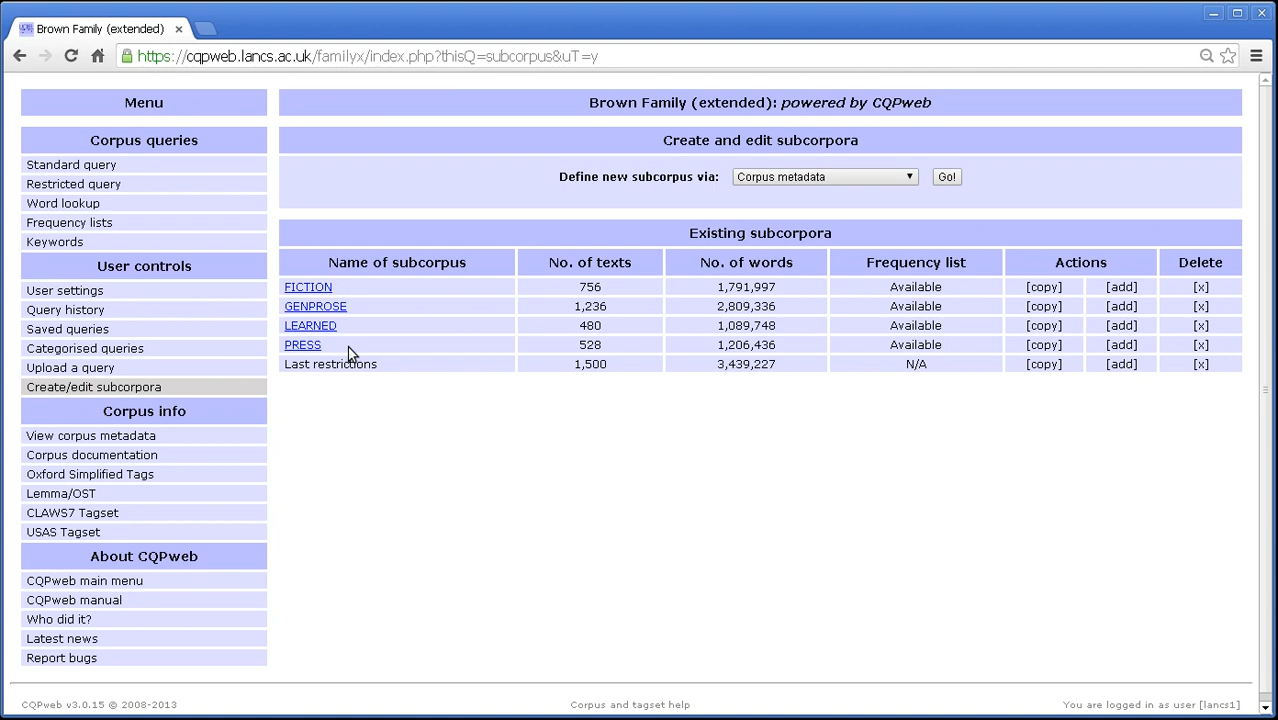 Brown Family (extended)
https://cqpweb.lancs.ac.uk/familyx/index.php?thisQ=subcorpus&uT=y
Menu
Corpus queries
Standard query
Restricted query
Word lookup
Frequency lists
Keywords
User controls
User settings
Query history
Saved queries
Categorised queries
Upload a query
Create/edit subcorpora
Corpus info
View corpus metadata
Corpus documentation
Oxford Simplified Tags
Lemma/OST
CLAWS7 Tagset
USAS Tagset
About CQPweb
CQPweb main menu
CQPweb manual
Who did it?
Latest news
Report bugs
Brown Family (extended): powered by CQPweb
Create and edit subcorpora
Define new subcorpus via: Corpus metadata Go!
Existing subcorpora
Name of subcorpus No. of texts No. of words Frequency list Actions Delete
FICTION 756 1,791,997 Available [copy] [add] [x]
GENPROSE 1,236 2,809,336 Available [copy] [add] [x]
LEARNED 480 1,089,748 Available [copy] [add] [x]
PRESS 528 1,206,436 Available [copy] [add] [x]
Last restrictions 1,500 3,439,227 N/A [copy] [add] [x]
CQPweb v3.0.15 © 2008-2013 Corpus and tagset help You are logged in as user [lancs1]